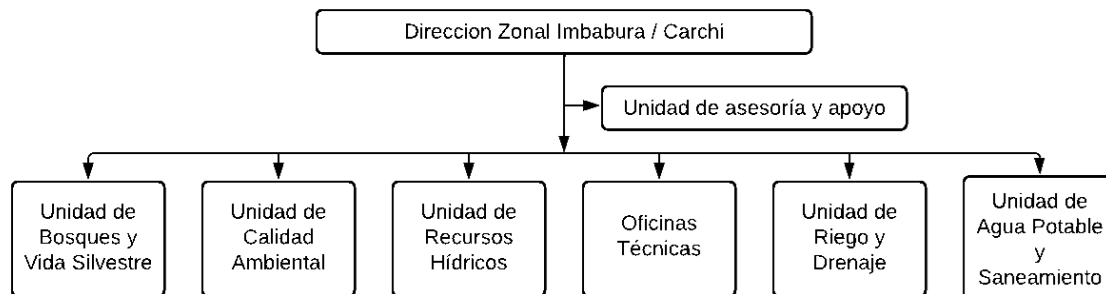 Direccion Zonal Imbabura / Carchi
Unidad de asesoría y apoyo
Unidad de
Bosques y
Vida Silvestre
Unidad de
Calidad
Ambiental
Unidad de
Recursos
Hídricos
Oficinas
Técnicas
Unidad de
Riego y
Drenaje
Unidad de
Agua Potable
y
Saneamiento